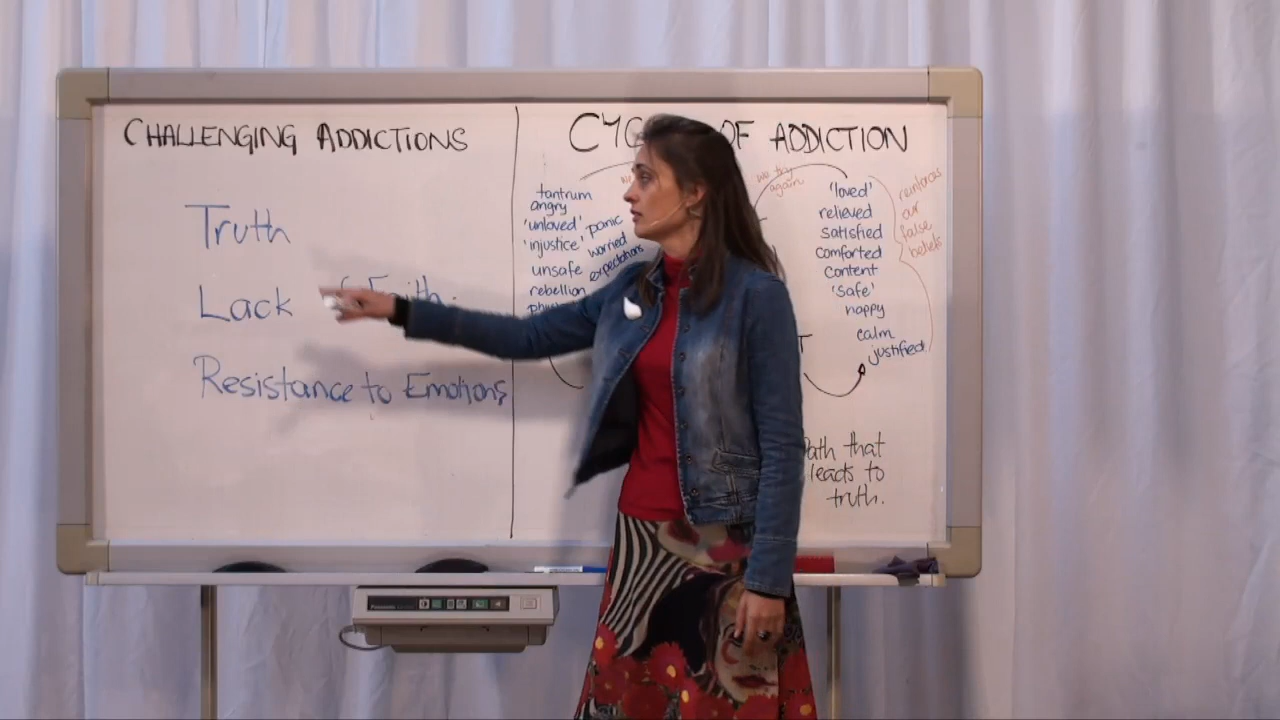 CHALLENGING ADDICTIONS
Truth
Lack
Resistance to Emotions
OF ADDICTION
tantrum
angry
'unloved' panic
'injustice' worried
unsafe expectations
rebellion
we try
again
'loved'
relieved
satisfied
comforted
content
'safe'
happy
calm
justified
reinforces
our
false
beliefs
Path that
leads to
truth.
Panasonic